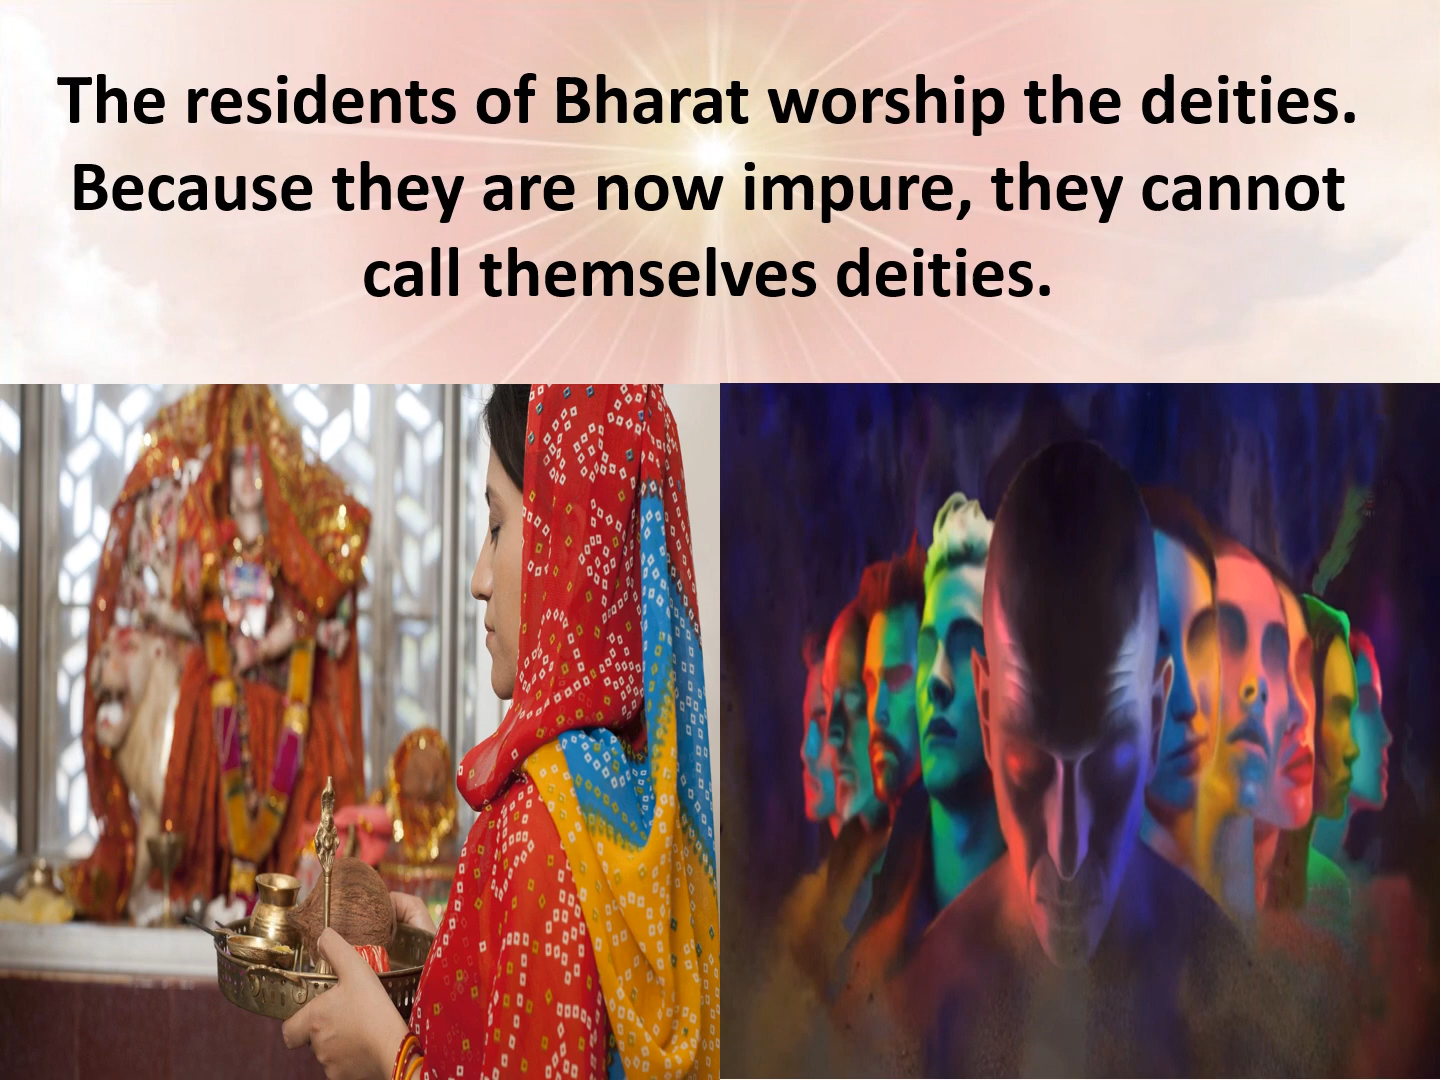 The residents of Bharat worship the deities.
Because they are now impure, they cannot
call themselves deities.